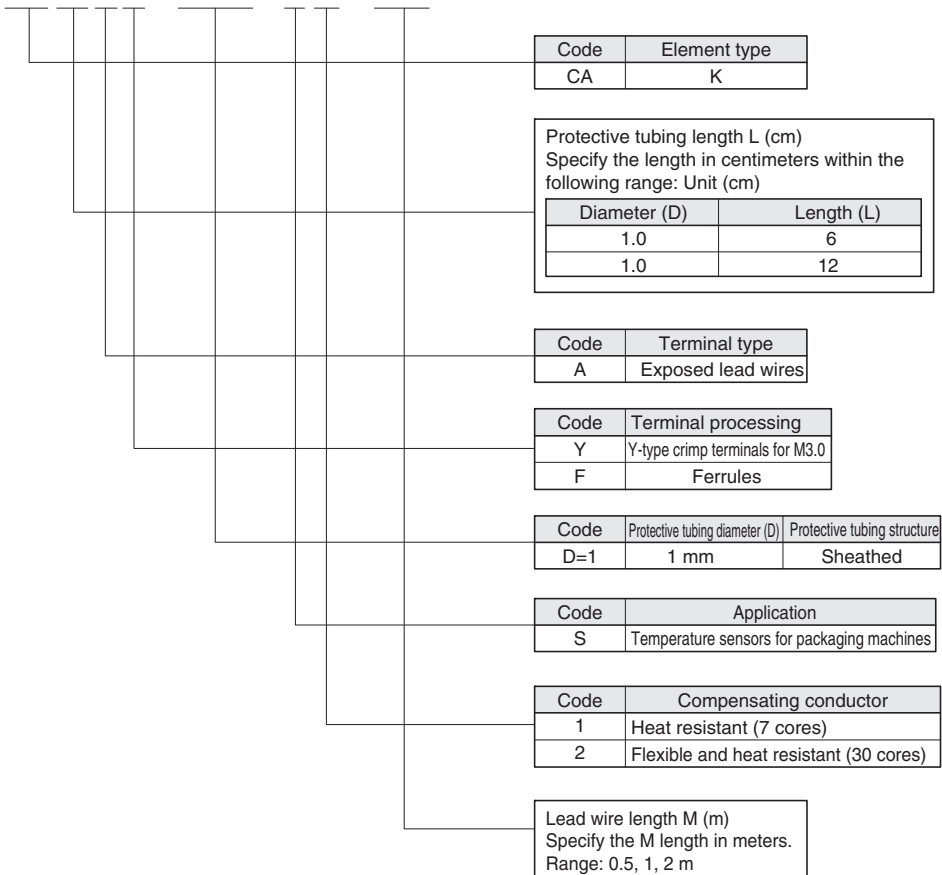 Code Element type
CA K
Protective tubing length L (cm)
Specify the length in centimeters within the
following range: Unit (cm)
Diameter (D) Length (L)
1.0 6
1.0 12
Code Terminal type
A Exposed lead wires
Code Terminal processing
Y Y-type crimp terminals for M3.0
F Ferrules
Code Protective tubing diameter (D) Protective tubing structure
D=1 1 mm Sheathed
Code Application
S Temperature sensors for packaging machines
Code Compensating conductor
1 Heat resistant (7 cores)
2 Flexible and heat resistant (30 cores)
Lead wire length M (m)
Specify the M length in meters.
Range: 0.5, 1, 2 m